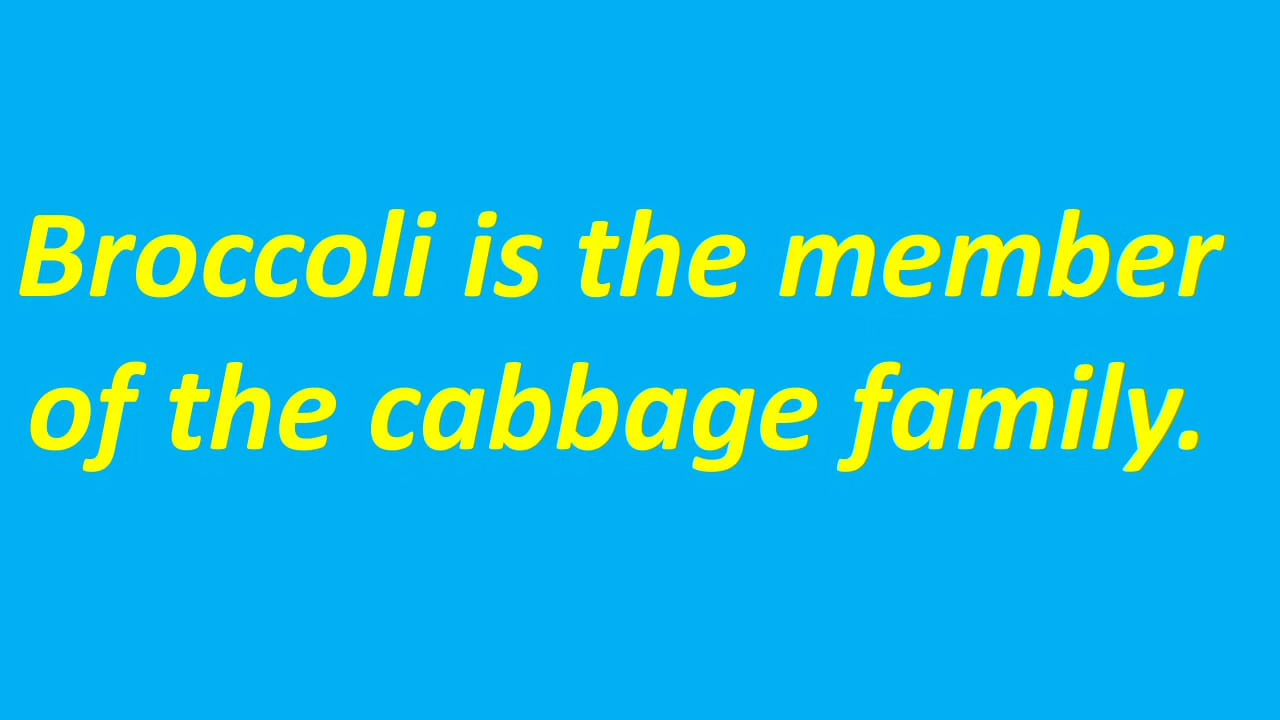 Broccoli is the member
of the cabbage family.